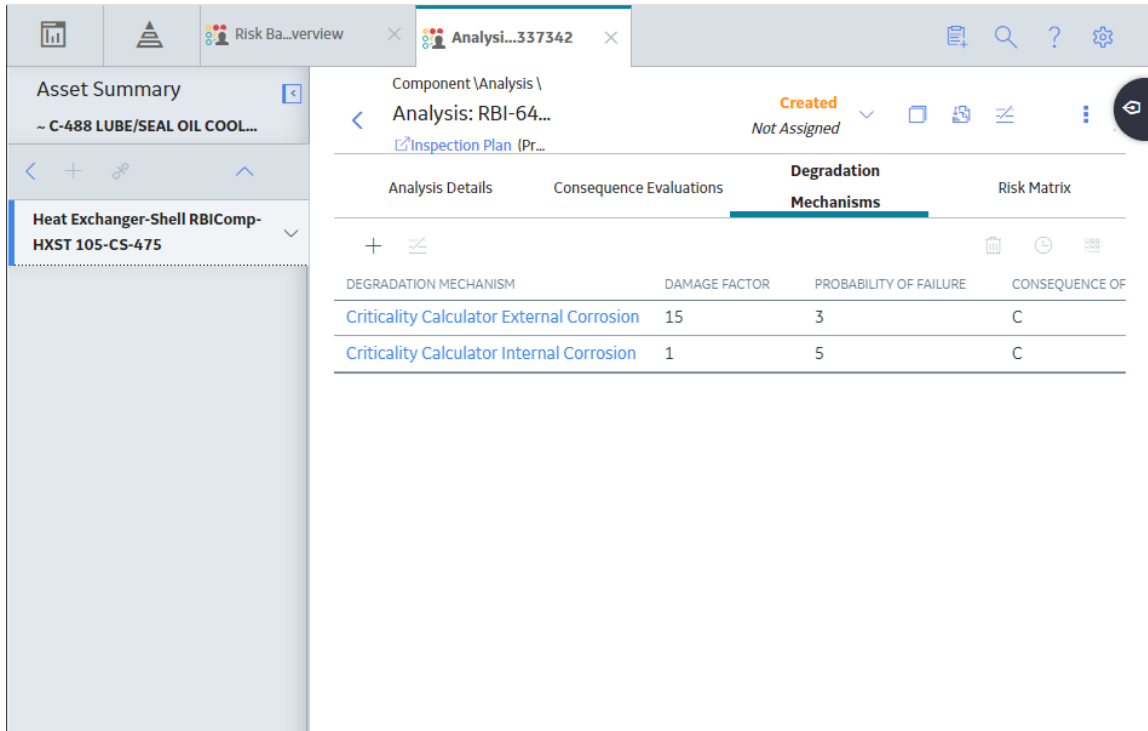 Risk Ba...verview
Analysi...337342
Asset Summary
~ C-488 LUBE/SEAL OIL COOL...
Heat Exchanger-Shell RBIComp-
HXST 105-CS-475
Component \Analysis \
Analysis: RBI-64...
Inspection Plan (Pr...
Created
Not Assigned
Analysis Details
Consequence Evaluations
Degradation
Mechanisms
Risk Matrix
DEGRADATION MECHANISM DAMAGE FACTOR PROBABILITY OF FAILURE CONSEQUENCE OF
Criticality Calculator External Corrosion 15 3 C
Criticality Calculator Internal Corrosion 1 5 C